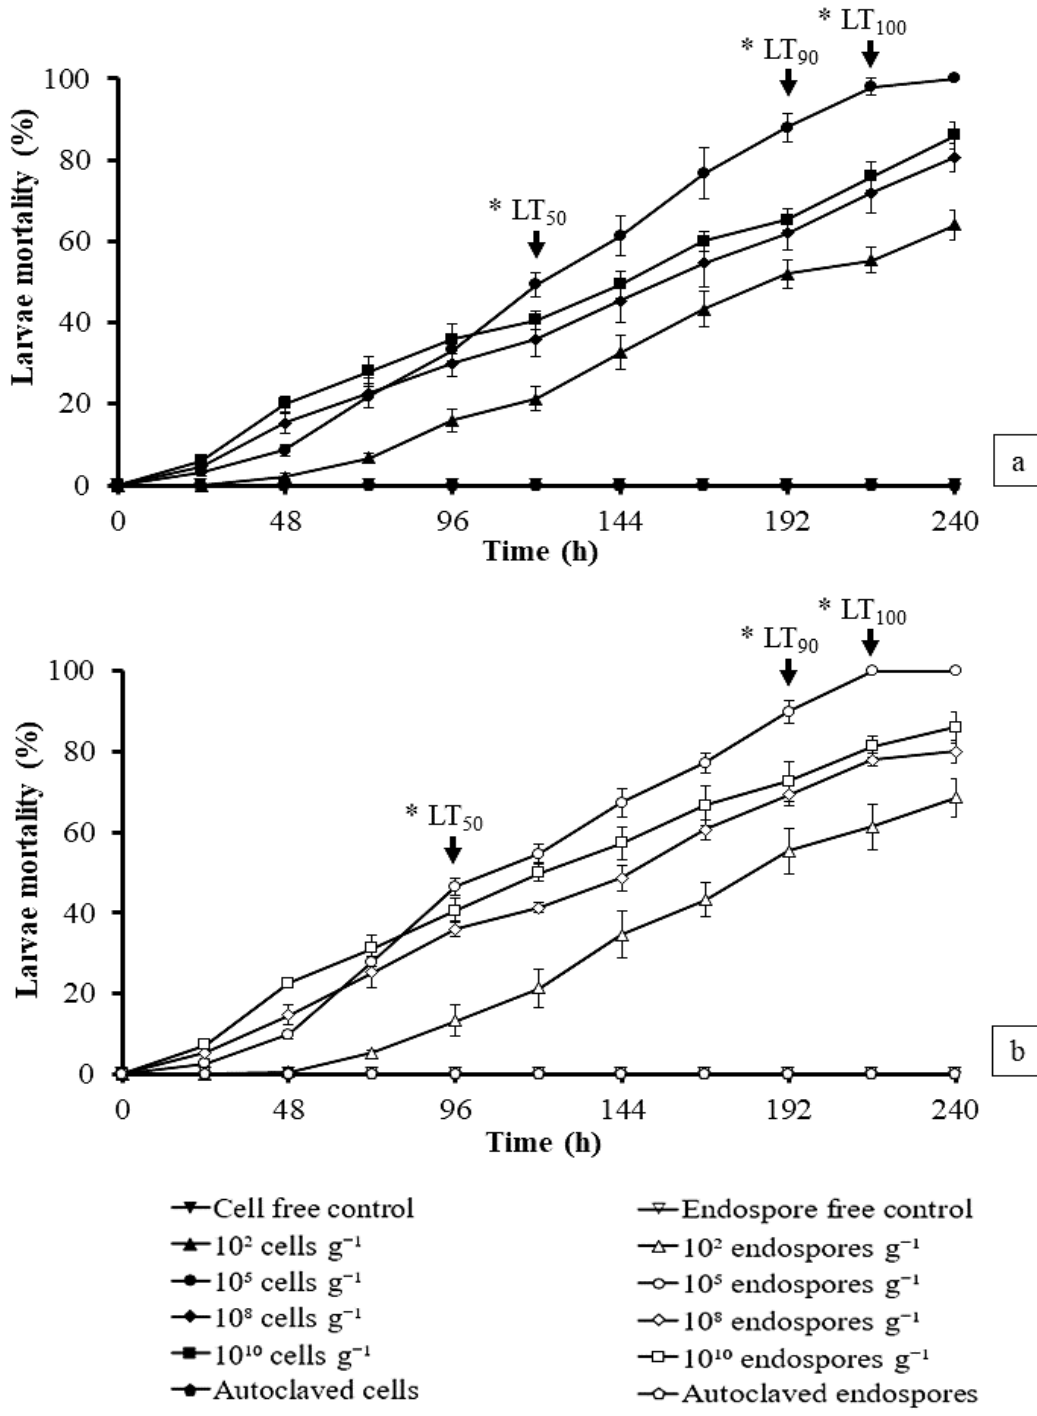 * LT₁₀₀
* LT₉₀
* LT₅₀
Larvae mortality (%)
100
80
60
40
20
0
0 48 96 144 192 240
Time (h)
a
* LT₁₀₀
* LT₉₀
* LT₅₀
Larvae mortality (%)
100
80
60
40
20
0
0 48 96 144 192 240
Time (h)
b
Cell free control
10² cells g⁻¹
10⁵ cells g⁻¹
10⁸ cells g⁻¹
10¹⁰ cells g⁻¹
Autoclaved cells
Endospore free control
10² endospores g⁻¹
10⁵ endospores g⁻¹
10⁸ endospores g⁻¹
10¹⁰ endospores g⁻¹
Autoclaved endospores